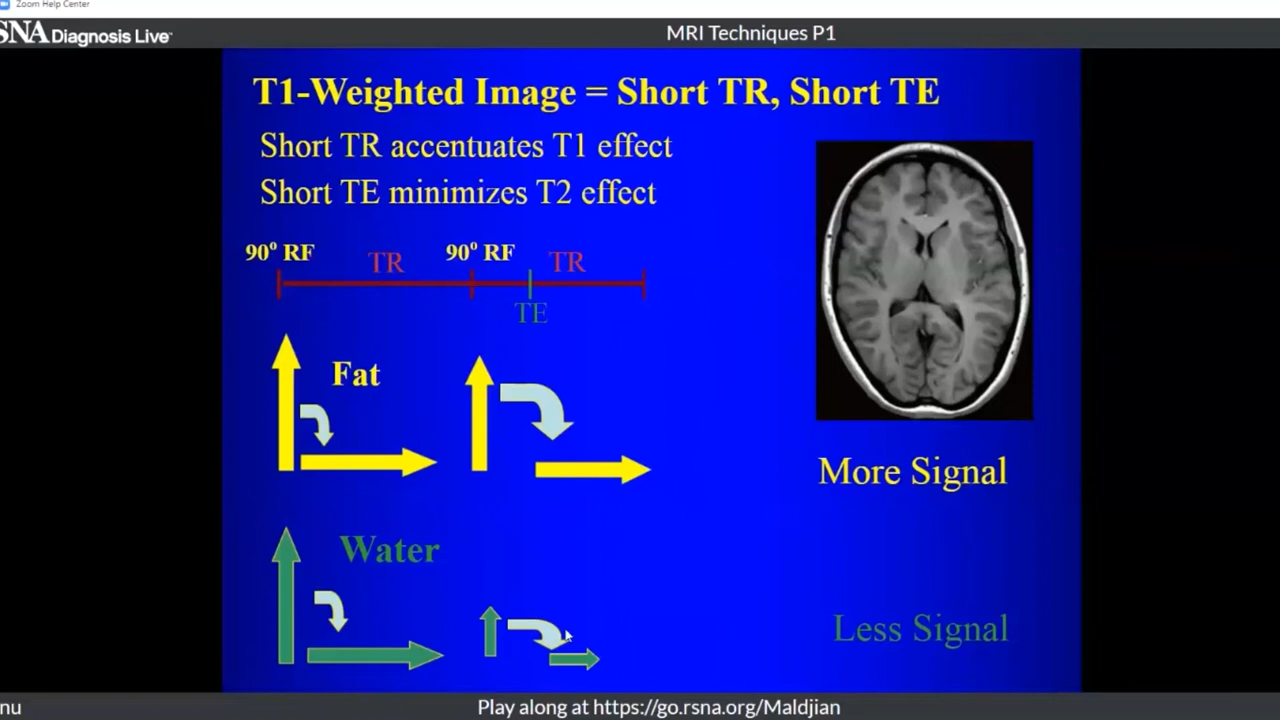 Zoom Help Center
SNA Diagnosis Live™
MRI Techniques P1
T1-Weighted Image = Short TR, Short TE
Short TR accentuates T1 effect
Short TE minimizes T2 effect
90° RF TR 90° RF TR
TE
Fat
More Signal
Water
Less Signal
nu
Play along at https://go.rsna.org/Maldjian